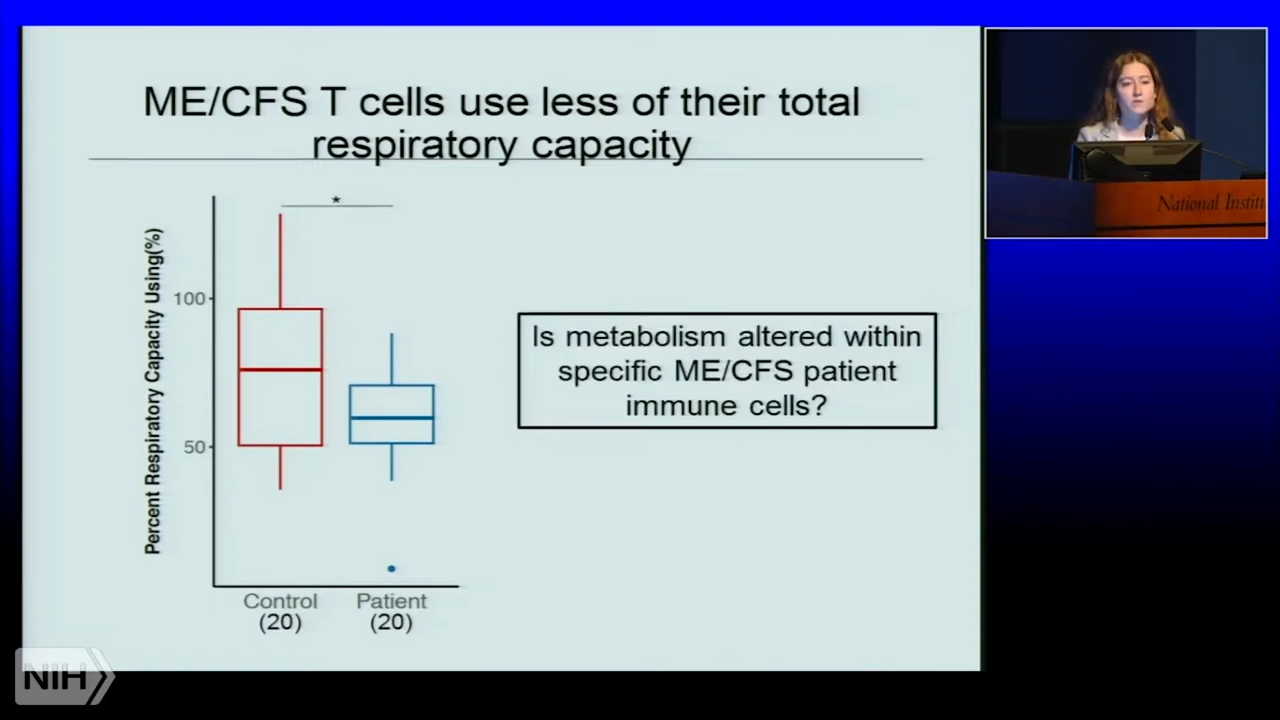 ME/CFS T cells use less of their total
respiratory capacity
*
Percent Respiratory Capacity Using(%)
100
50
Control
(20)
Patient
(20)
Is metabolism altered within
specific ME/CFS patient
immune cells?
National Instit
NIH